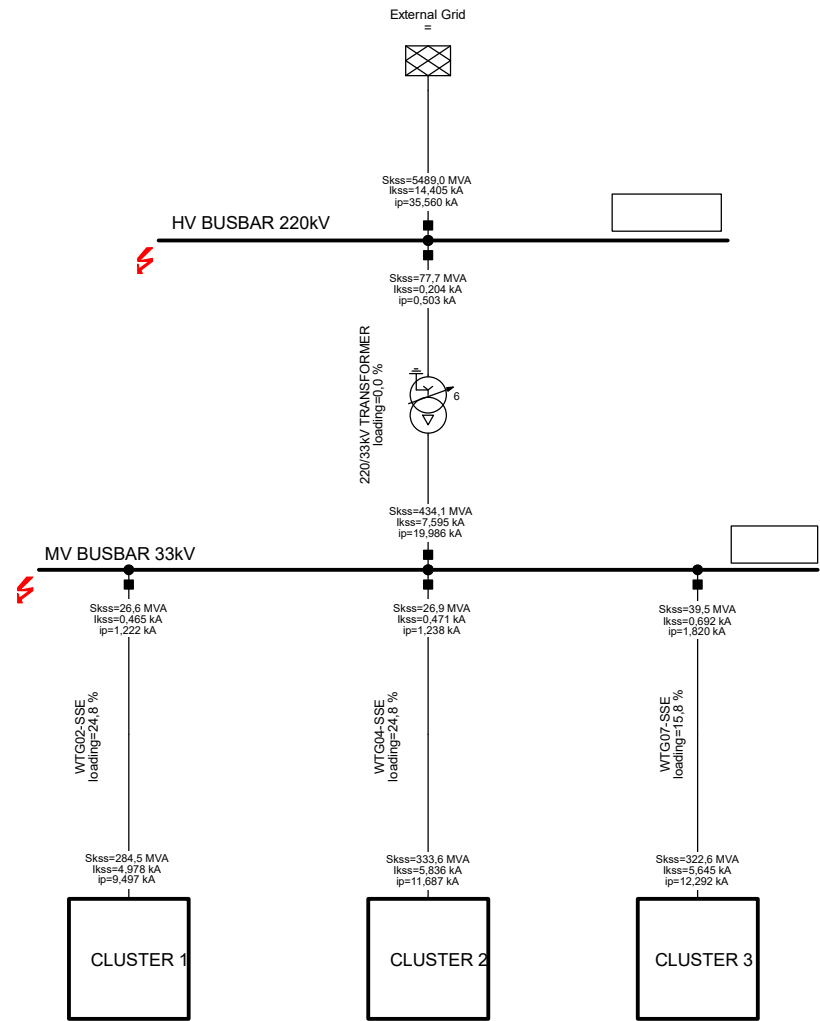 External Grid
=
Skss=5489,0 MVA
Ikss=14,405 kA
ip=35,560 kA
HV BUSBAR 220kV
Skss=77,7 MVA
Ikss=0,204 kA
ip=0,503 kA
220/33kV TRANSFORMER
loading=0,0 %
6
Skss=434,1 MVA
Ikss=7,595 kA
ip=19,986 kA
MV BUSBAR 33kV
Skss=26,6 MVA
Ikss=0,465 kA
ip=1,222 kA
Skss=26,9 MVA
Ikss=0,471 kA
ip=1,238 kA
Skss=39,5 MVA
Ikss=0,692 kA
ip=1,820 kA
WTG02-SSE
loading=24,8 %
WTG04-SSE
loading=24,8 %
WTG07-SSE
loading=15,8 %
Skss=284,5 MVA
Ikss=4,978 kA
ip=9,497 kA
Skss=333,6 MVA
Ikss=5,836 kA
ip=11,687 kA
Skss=322,6 MVA
Ikss=5,645 kA
ip=12,292 kA
CLUSTER 1
CLUSTER 2
CLUSTER 3